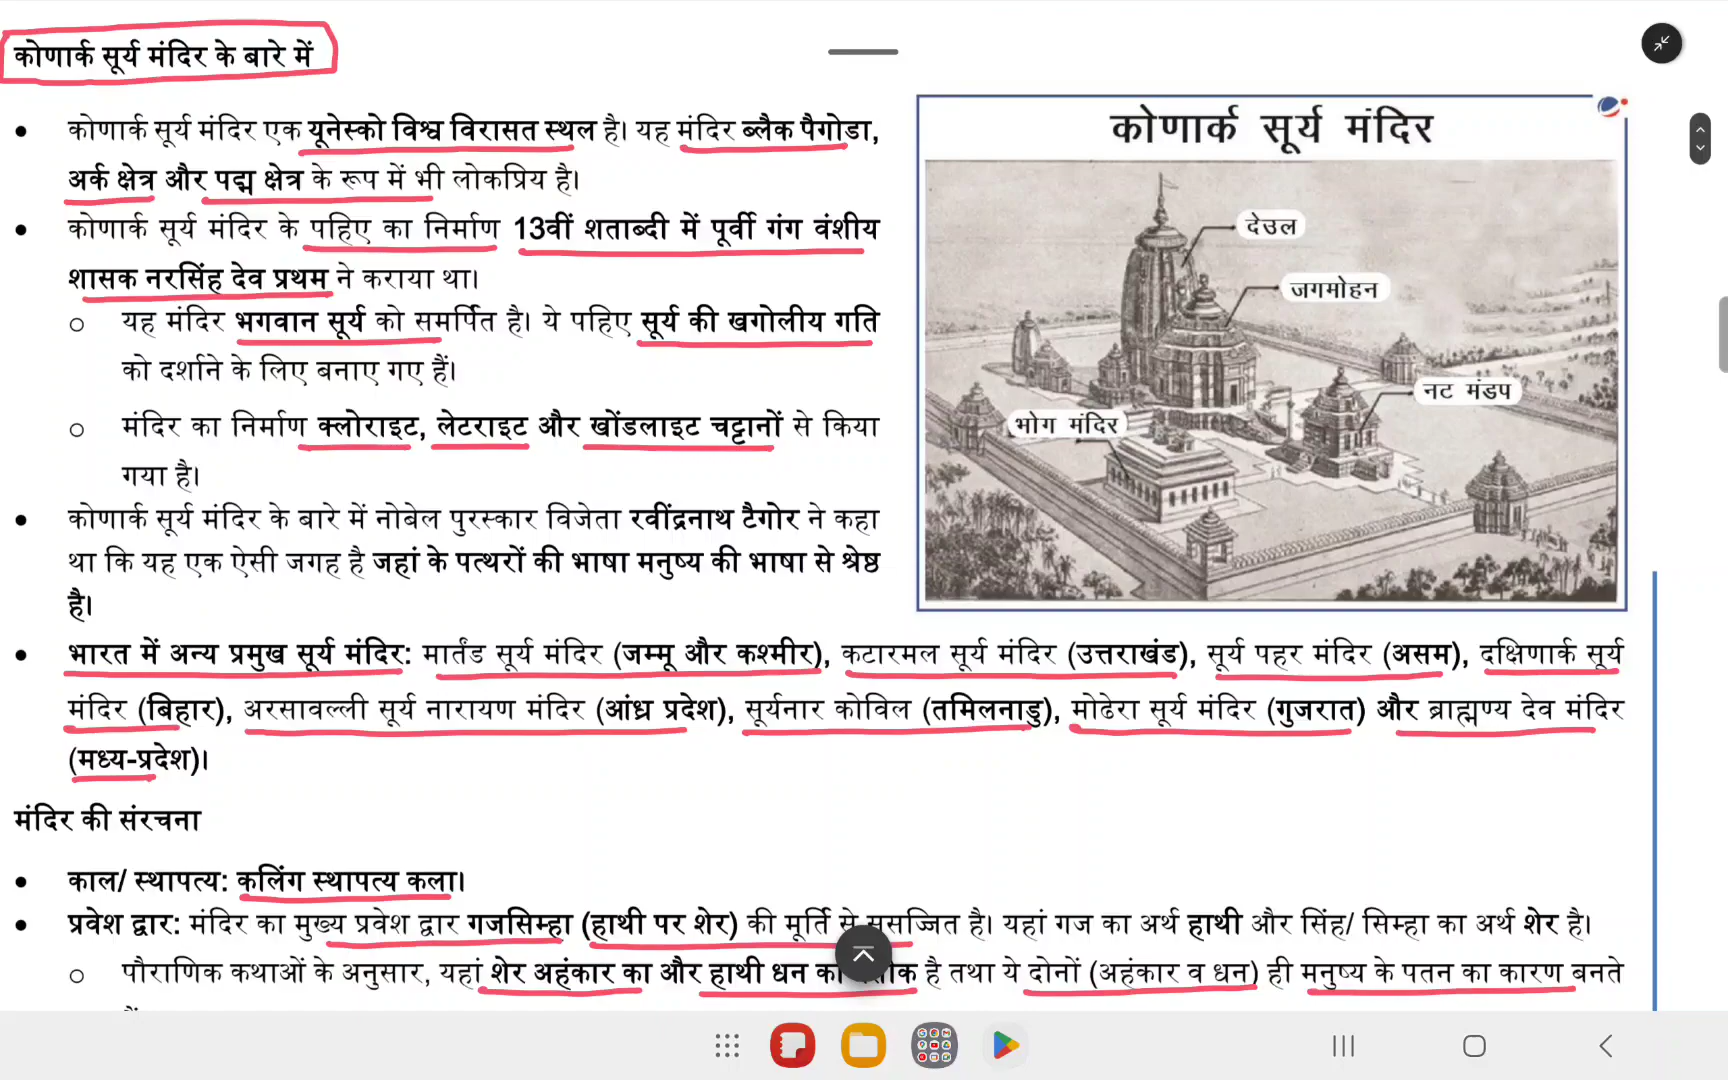 कोणार्क सूर्य मंदिर के बारे में
कोणार्क सूर्य मंदिर एक यूनेस्को विश्व विरासत स्थल है। यह मंदिर ब्लैक पैगोडा,
अर्क क्षेत्र और पद्म क्षेत्र के रूप में भी लोकप्रिय है।
कोणार्क सूर्य मंदिर के पहिए का निर्माण 13वीं शताब्दी में पूर्वी गंग वंशीय
शासक नरसिंह देव प्रथम ने कराया था।
यह मंदिर भगवान सूर्य को समर्पित है। ये पहिए सूर्य की खगोलीय गति
को दर्शाने के लिए बनाए गए हैं।
मंदिर का निर्माण क्लोराइट, लेटराइट और खोंडलाइट चट्टानों से किया
गया है।
कोणार्क सूर्य मंदिर के बारे में नोबेल पुरस्कार विजेता रवींद्रनाथ टैगोर ने कहा
था कि यह एक ऐसी जगह है जहां के पत्थरों की भाषा मनुष्य की भाषा से श्रेष्ठ
है।
कोणार्क सूर्य मंदिर
देउल
जगमोहन
नट मंडप
भोग मंदिर
भारत में अन्य प्रमुख सूर्य मंदिर: मार्तंड सूर्य मंदिर (जम्मू और कश्मीर), कटारमल सूर्य मंदिर (उत्तराखंड), सूर्य पहर मंदिर (असम), दक्षिणार्क सूर्य
मंदिर (बिहार), अरसावल्ली सूर्य नारायण मंदिर (आंध्र प्रदेश), सूर्यनार कोविल (तमिलनाडु), मोढेरा सूर्य मंदिर (गुजरात) और ब्राह्मण्य देव मंदिर
(मध्य-प्रदेश)।
मंदिर की संरचना
काल/ स्थापत्य: कलिंग स्थापत्य कला।
प्रवेश द्वार: मंदिर का मुख्य प्रवेश द्वार गजसिम्हा (हाथी पर शेर) की मूर्ति से सुसज्जित है। यहां गज का अर्थ हाथी और सिंह/ सिम्हा का अर्थ शेर है।
पौराणिक कथाओं के अनुसार, यहां शेर अहंकार का और हाथी धन का है तथा ये दोनों (अहंकार व धन) ही मनुष्य के पतन का कारण बनते